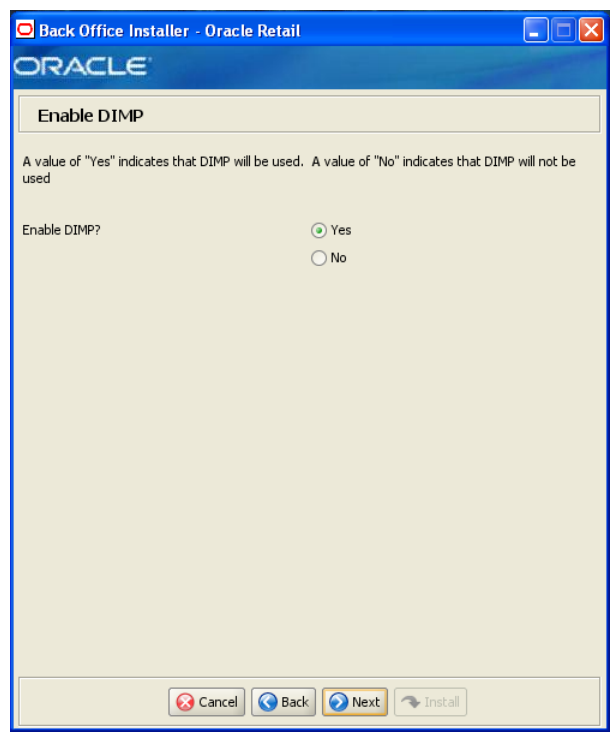 Back Office Installer - Oracle Retail
ORACLE
Enable DIMP
A value of "Yes" indicates that DIMP will be used. A value of "No" indicates that DIMP will not be
used
Enable DIMP?
Yes
No
Cancel
Back
Next
Install